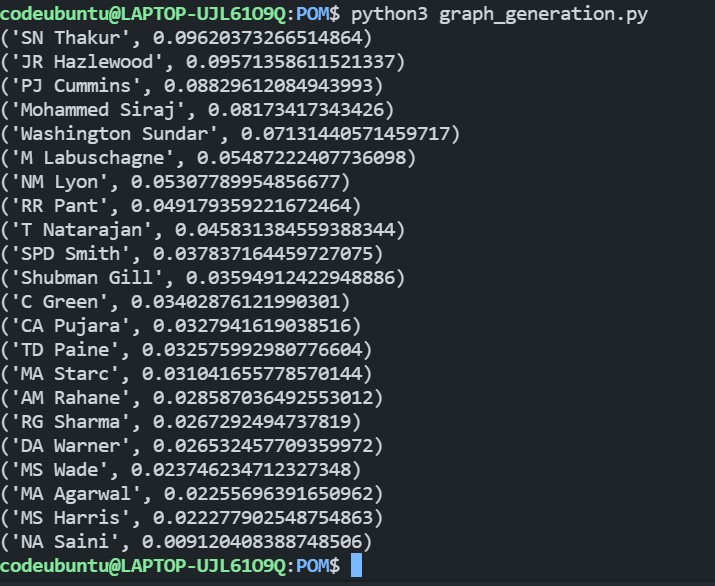 codeubuntu@LAPTOP-UJL61O9Q:POM$ python3 graph_generation.py
('SN Thakur', 0.09620373266514864)
('JR Hazlewood', 0.09571358611521337)
('PJ Cummins', 0.08829612084943993)
('Mohammed Siraj', 0.08173417343426)
('Washington Sundar', 0.07131440571459717)
('M Labuschagne', 0.05487222407736098)
('NM Lyon', 0.05307789954856677)
('RR Pant', 0.049179359221672464)
('T Natarajan', 0.045831384559388344)
('SPD Smith', 0.037837164459727075)
('Shubman Gill', 0.03594912422948886)
('C Green', 0.03402876121990301)
('CA Pujara', 0.0327941619038516)
('TD Paine', 0.032575992980776604)
('MA Starc', 0.031041655778570144)
('AM Rahane', 0.028587036492553012)
('RG Sharma', 0.0267292494737819)
('DA Warner', 0.026532457709359972)
('MS Wade', 0.023746234712327348)
('MA Agarwal', 0.02255696391650962)
('MS Harris', 0.022277902548754863)
('NA Saini', 0.009120408388748506)
codeubuntu@LAPTOP-UJL61O9Q:POM$